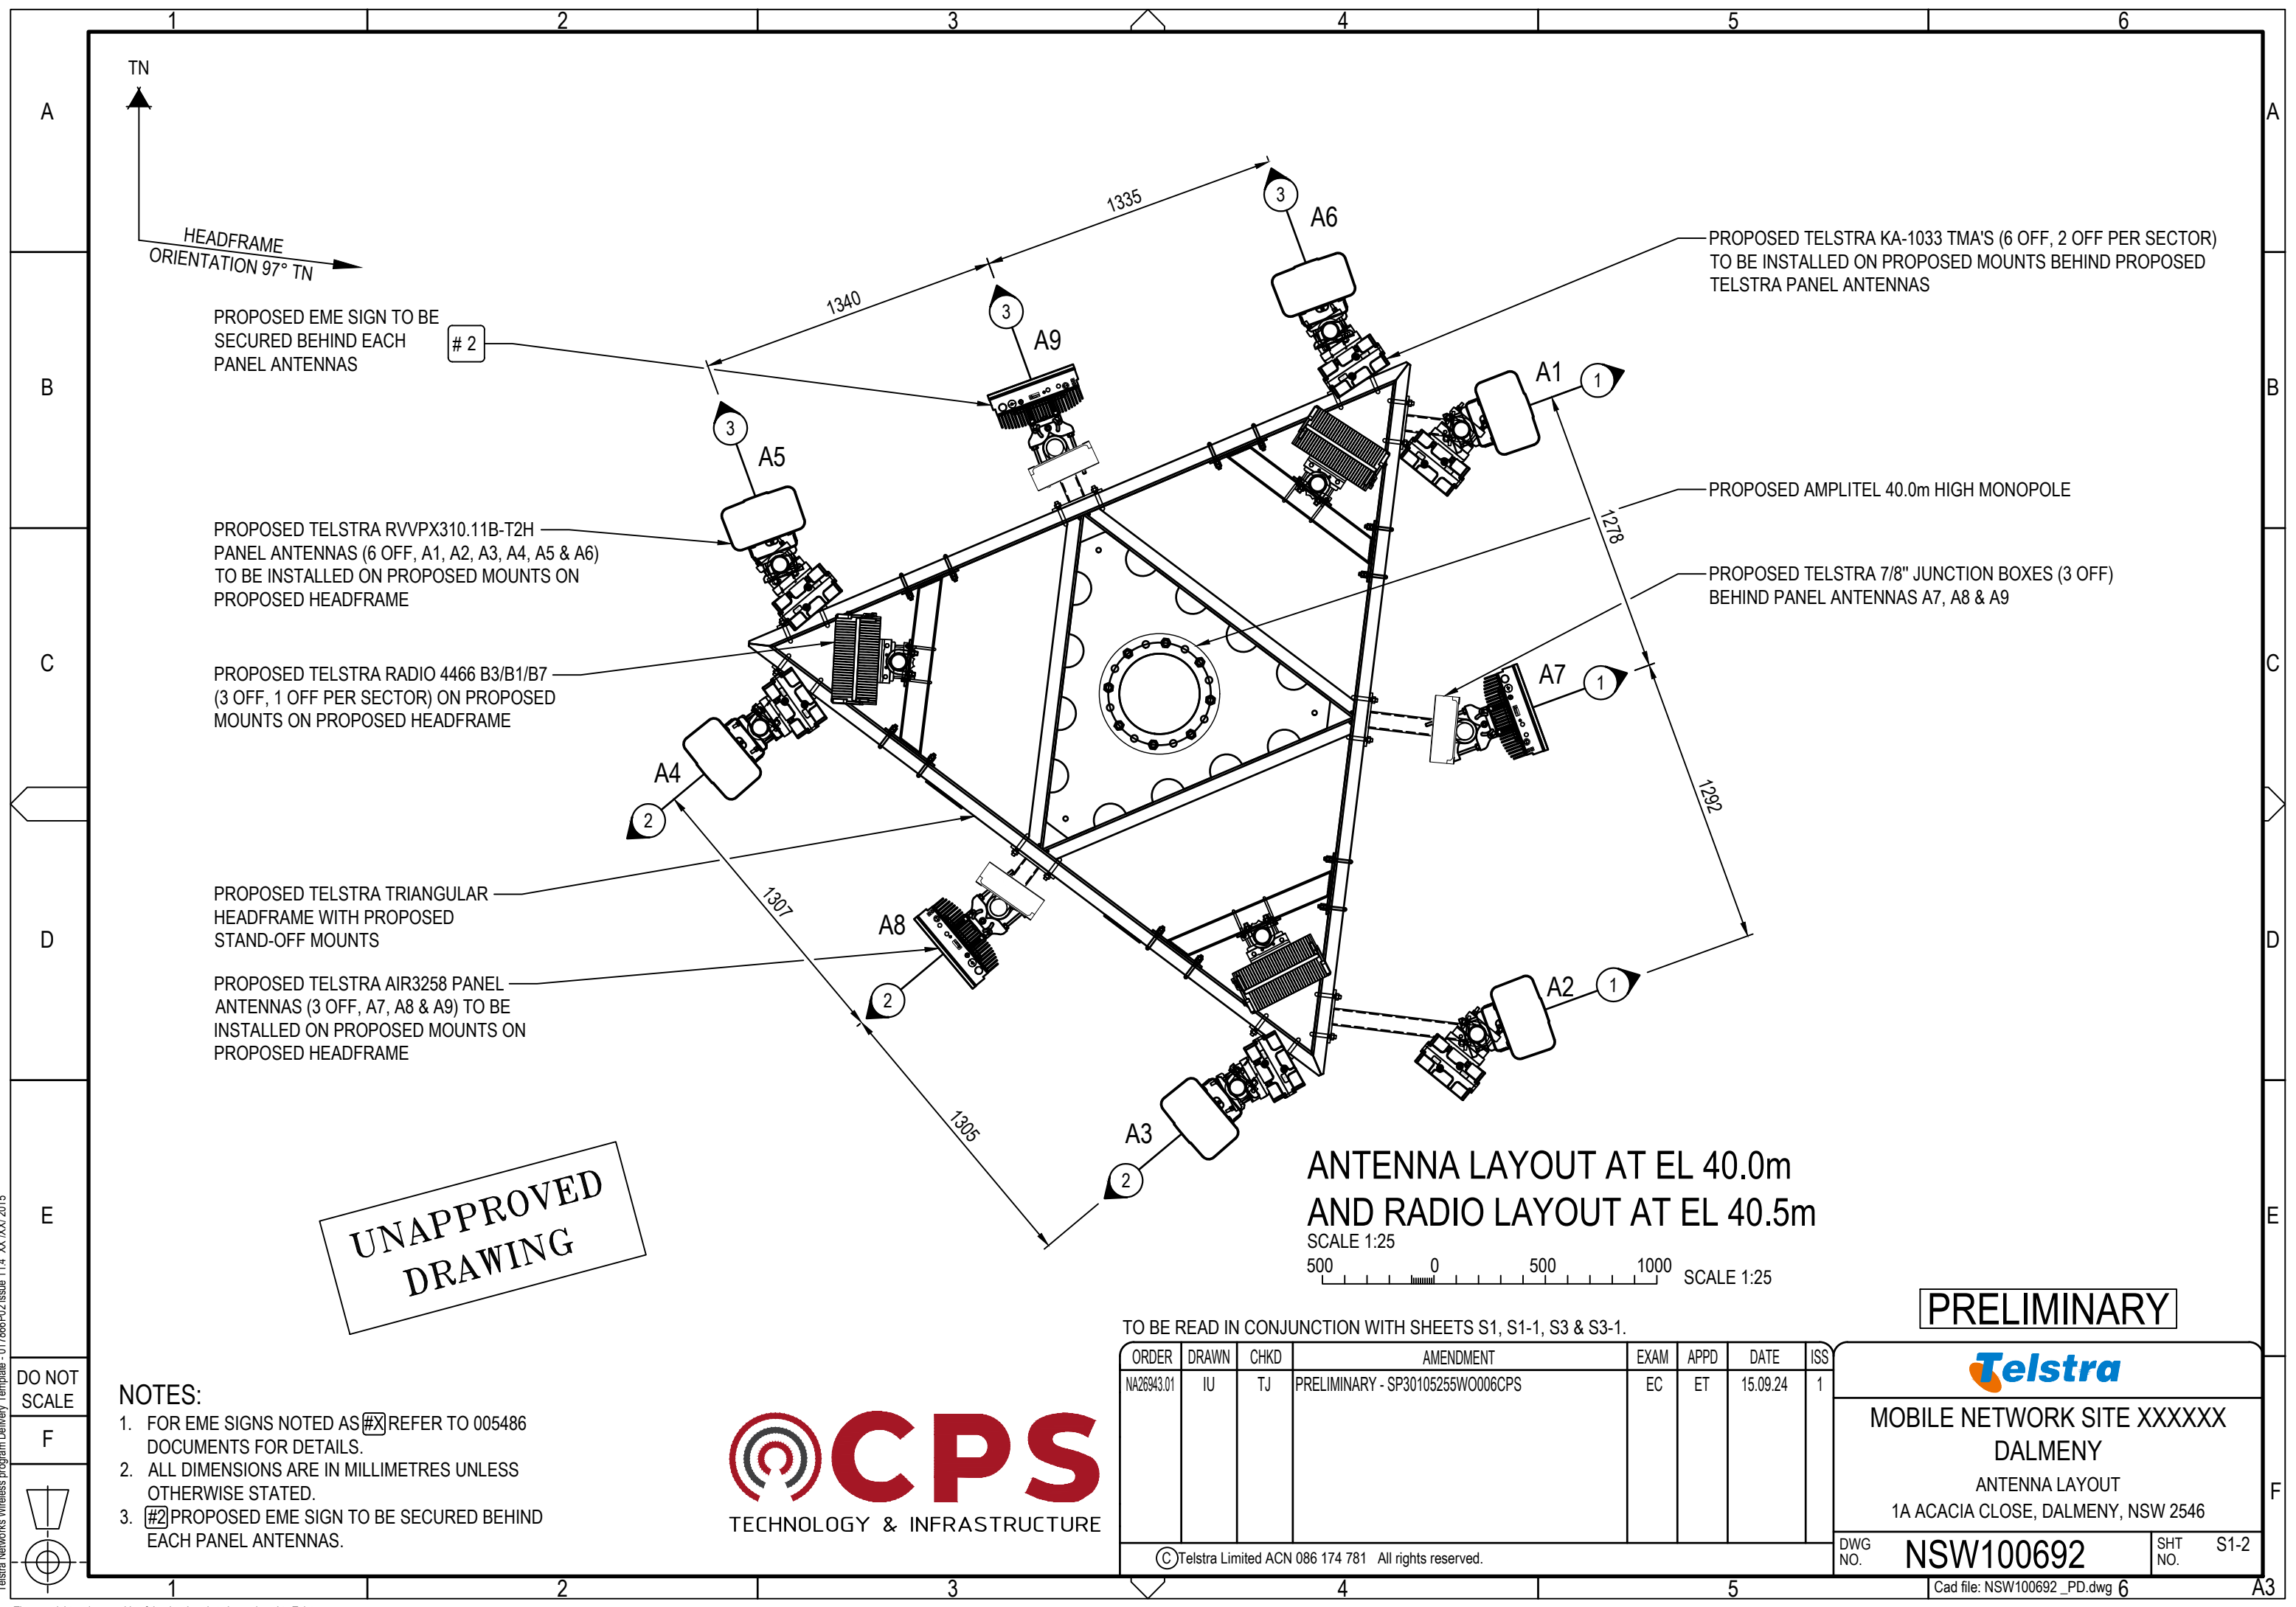 1 2 3 4 5 6
A A
B B
C C
D D
E E
F F
TN
HEADFRAME
ORIENTATION 97° TN
PROPOSED EME SIGN TO BE
SECURED BEHIND EACH
PANEL ANTENNAS
# 2
PROPOSED TELSTRA RVVPX310.11B-T2H
PANEL ANTENNAS (6 OFF, A1, A2, A3, A4, A5 & A6)
TO BE INSTALLED ON PROPOSED MOUNTS ON
PROPOSED HEADFRAME
PROPOSED TELSTRA RADIO 4466 B3/B1/B7
(3 OFF, 1 OFF PER SECTOR) ON PROPOSED
MOUNTS ON PROPOSED HEADFRAME
PROPOSED TELSTRA TRIANGULAR
HEADFRAME WITH PROPOSED
STAND-OFF MOUNTS
PROPOSED TELSTRA AIR3258 PANEL
ANTENNAS (3 OFF, A7, A8 & A9) TO BE
INSTALLED ON PROPOSED MOUNTS ON
PROPOSED HEADFRAME
1335
1340
3
A6
3
A9
3
A5
A1
1
1278
A7
1
1292
A2
1
A4
2
1307
A8
2
1305
A3
2
PROPOSED TELSTRA KA-1033 TMA'S (6 OFF, 2 OFF PER SECTOR)
TO BE INSTALLED ON PROPOSED MOUNTS BEHIND PROPOSED
TELSTRA PANEL ANTENNAS
PROPOSED AMPLITEL 40.0m HIGH MONOPOLE
PROPOSED TELSTRA 7/8" JUNCTION BOXES (3 OFF)
BEHIND PANEL ANTENNAS A7, A8 & A9
UNAPPROVED
DRAWING
ANTENNA LAYOUT AT EL 40.0m
AND RADIO LAYOUT AT EL 40.5m
SCALE 1:25
500 0 500 1000 SCALE 1:25
PRELIMINARY
TO BE READ IN CONJUNCTION WITH SHEETS S1, S1-1, S3 & S3-1.
ORDER DRAWN CHKD AMENDMENT EXAM APPD DATE ISS
NA26943.01 IU TJ PRELIMINARY - SP30105255WO006CPS EC ET 15.09.24 1
© Telstra Limited ACN 086 174 781 All rights reserved.
Telstra
MOBILE NETWORK SITE XXXXXX
DALMENY
ANTENNA LAYOUT
1A ACACIA CLOSE, DALMENY, NSW 2546
DWG NO. NSW100692
SHT NO. S1-2
Cad file: NSW100692 _PD.dwg
A3
DO NOT
SCALE
NOTES:
1. FOR EME SIGNS NOTED AS #X REFER TO 005486
DOCUMENTS FOR DETAILS.
2. ALL DIMENSIONS ARE IN MILLIMETRES UNLESS
OTHERWISE STATED.
3. #2 PROPOSED EME SIGN TO BE SECURED BEHIND
EACH PANEL ANTENNAS.
CPS
TECHNOLOGY & INFRASTRUCTURE
1 2 3 4 5 6